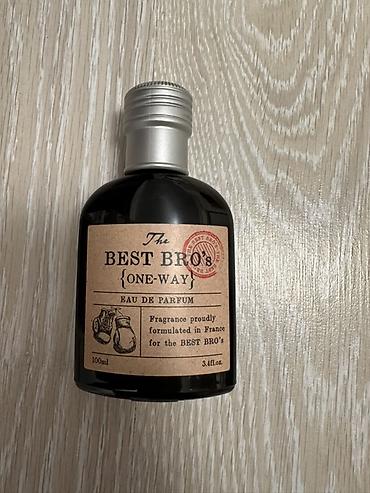 The
BEST BRO's
{ONE-WAY}
EAU DE PARFUM
Fragrance proudly
formulated in France
for the BEST BRO's
100ml
3.4fl.oz.